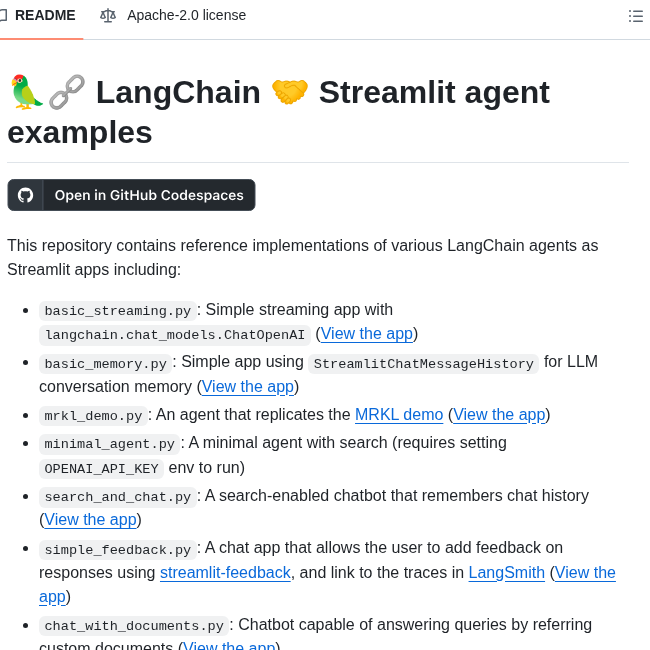 README Apache-2.0 license
🦜🔗 LangChain 🤝 Streamlit agent
examples
Open in GitHub Codespaces
This repository contains reference implementations of various LangChain agents as
Streamlit apps including:
• basic_streaming.py: Simple streaming app with
langchain.chat_models.ChatOpenAI (View the app)
• basic_memory.py: Simple app using StreamlitChatMessageHistory for LLM
conversation memory (View the app)
• mrkl_demo.py: An agent that replicates the MRKL demo (View the app)
• minimal_agent.py: A minimal agent with search (requires setting
OPENAI_API_KEY env to run)
• search_and_chat.py: A search-enabled chatbot that remembers chat history
(View the app)
• simple_feedback.py: A chat app that allows the user to add feedback on
responses using streamlit-feedback, and link to the traces in LangSmith (View the
app)
• chat_with_documents.py: Chatbot capable of answering queries by referring
custom documents (View the app)